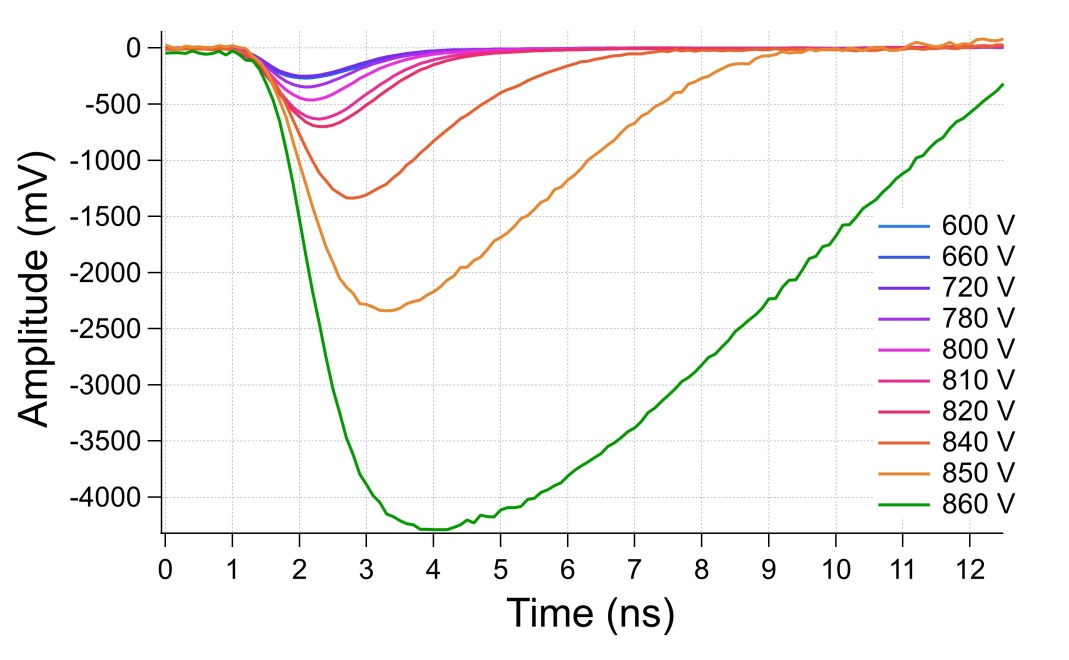 0
-500
-1000
-1500
-2000
-2500
-3000
-3500
-4000
Amplitude (mV)
600 V
660 V
720 V
780 V
800 V
810 V
820 V
840 V
850 V
860 V
0 1 2 3 4 5 6 7 8 9 10 11 12
Time (ns)